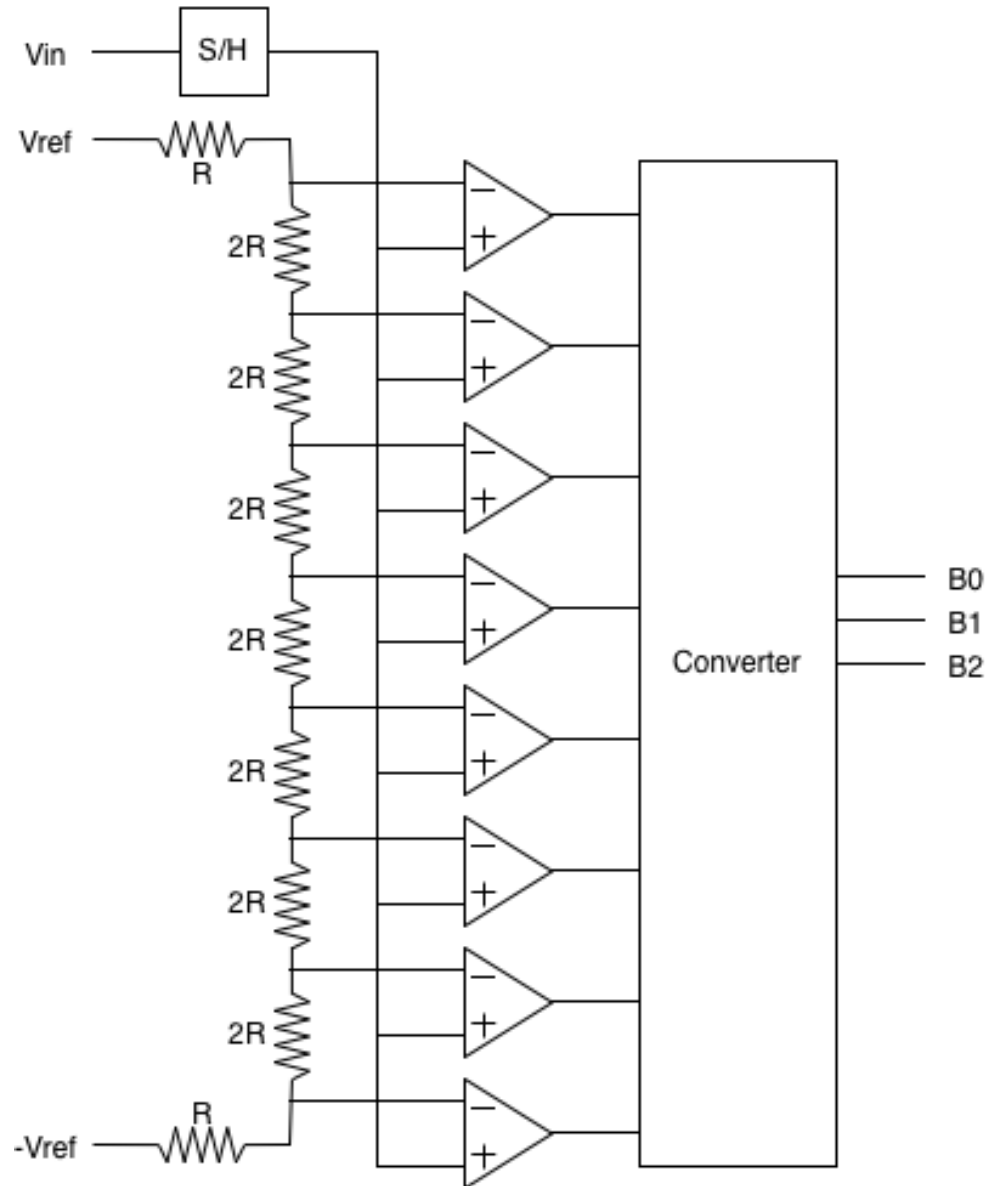 Vin
S/H
Vref
R
−
+
2R
−
+
2R
−
+
2R
−
+
2R
−
+
2R
−
+
2R
−
+
2R
−
+
R
-Vref
Converter
B0
B1
B2